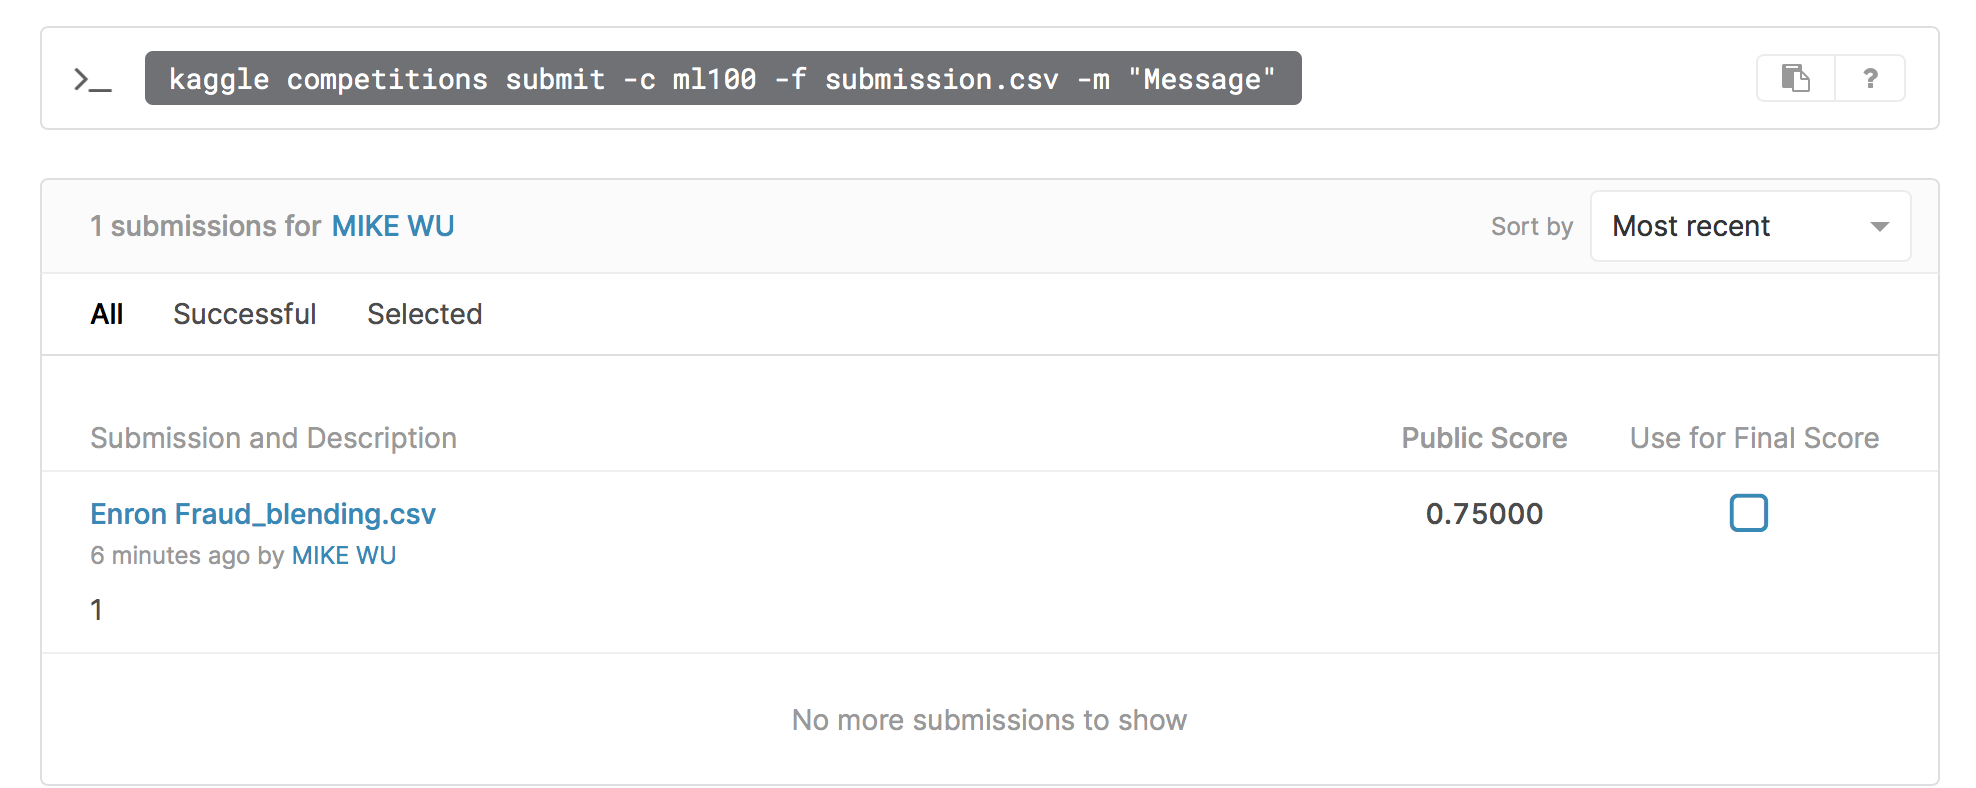 >_ kaggle competitions submit -c ml100 -f submission.csv -m "Message" ?
1 submissions for MIKE WU Sort by Most recent
All Successful Selected
Submission and Description Public Score Use for Final Score
Enron Fraud_blending.csv 0.75000
6 minutes ago by MIKE WU
1
No more submissions to show